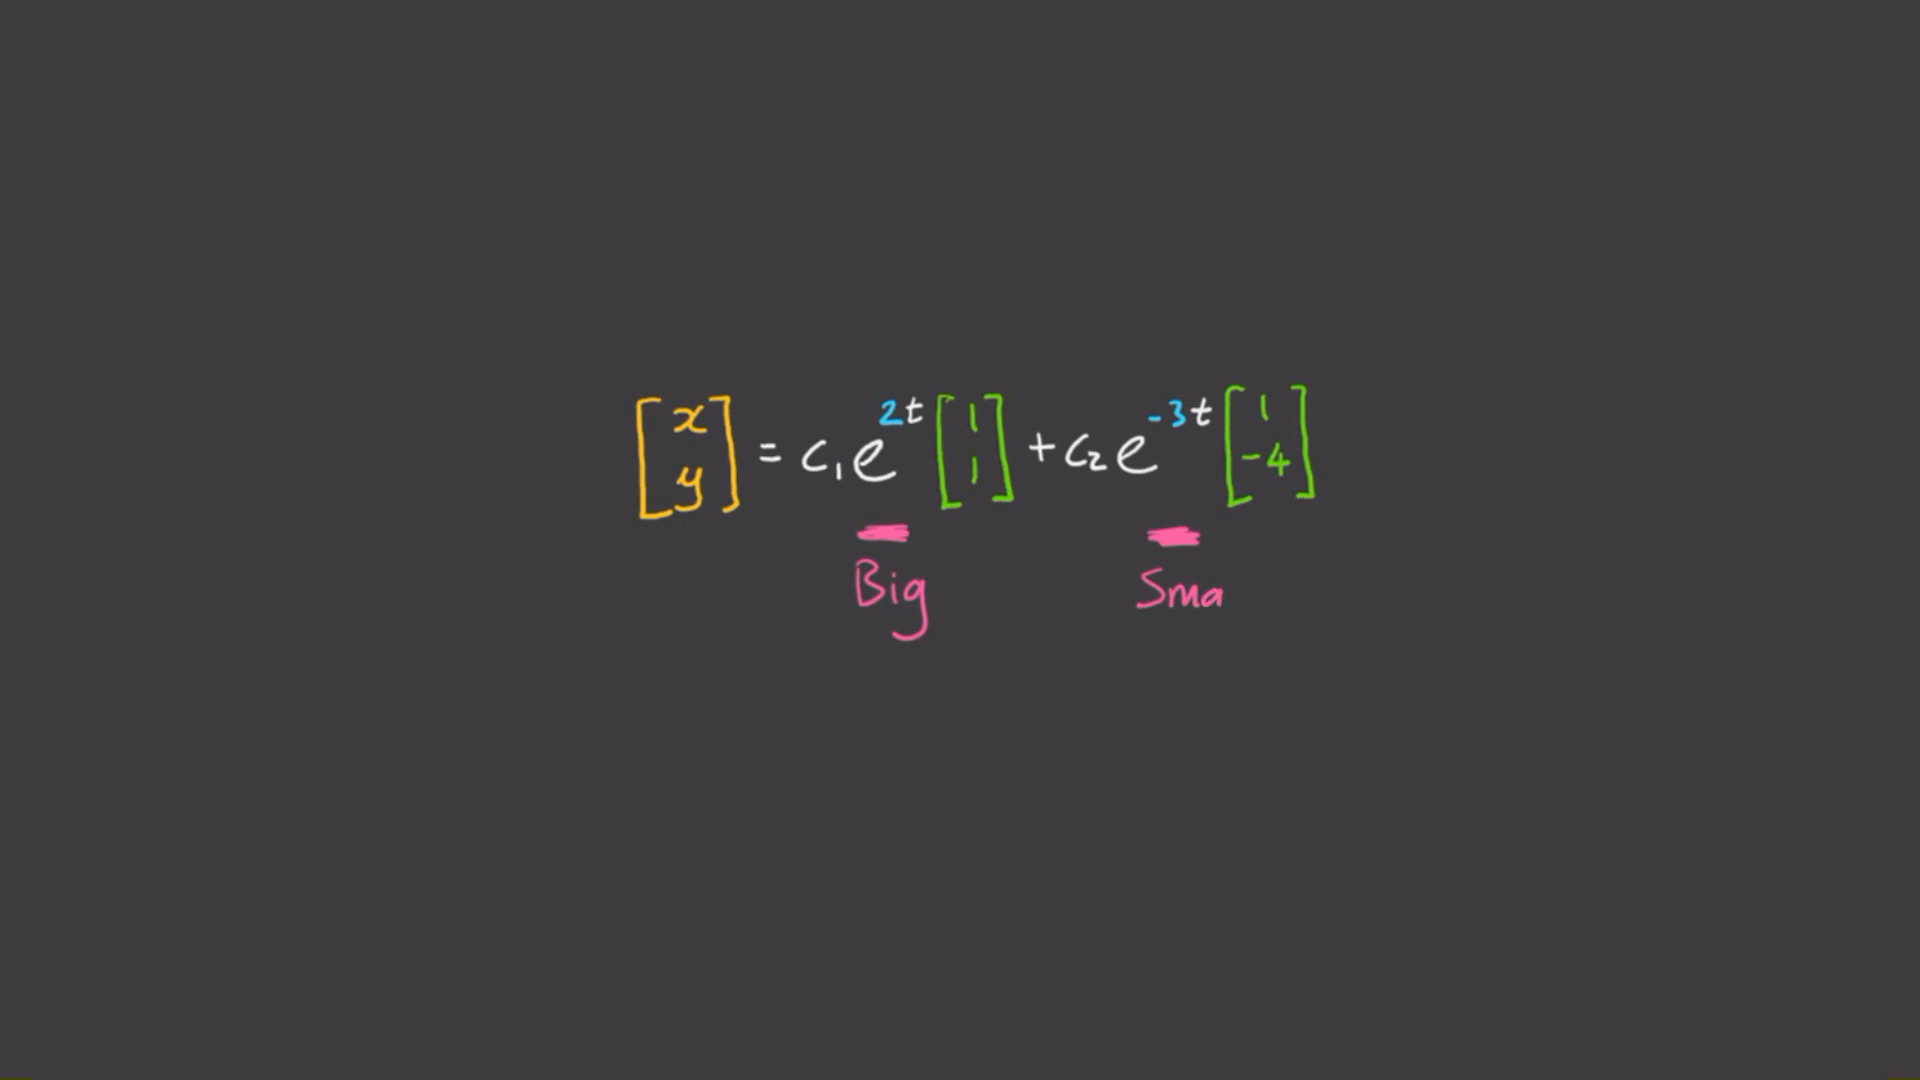 [x y] = c₁e^2t [1 1] + c₂e^-3t [1 -4]
Big Sma